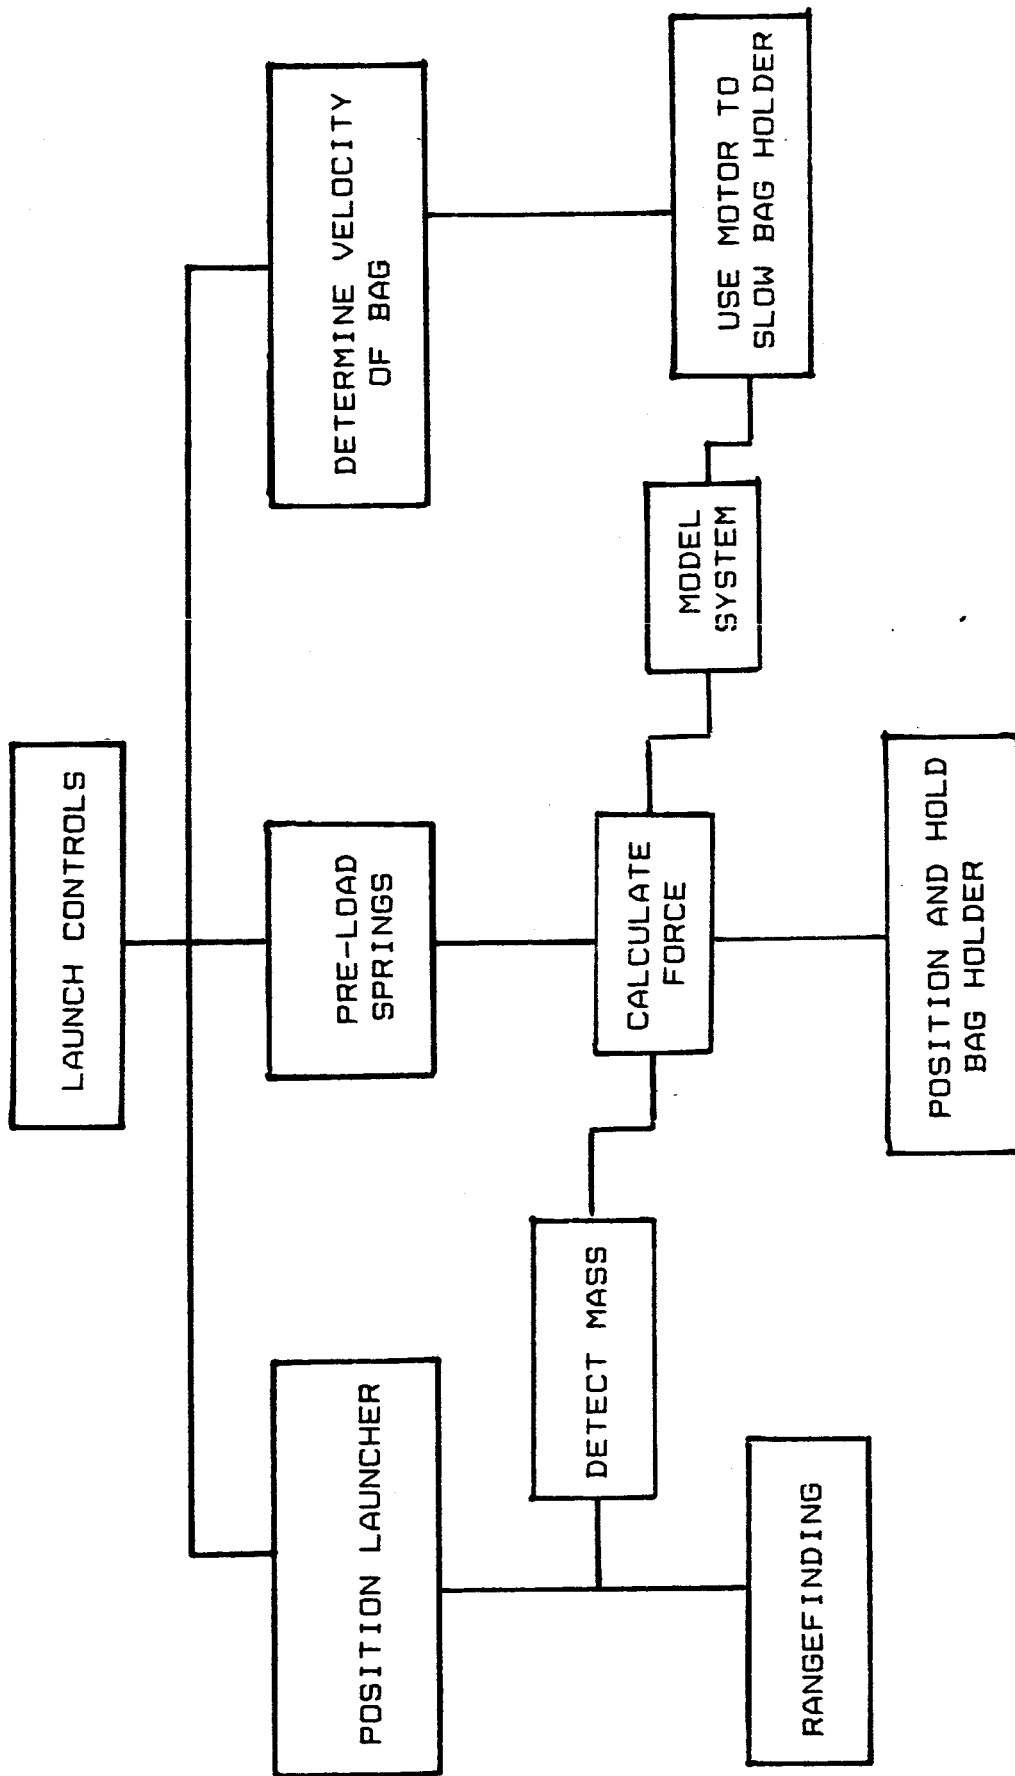 LAUNCH CONTROLS
POSITION LAUNCHER
PRE-LOAD
SPRINGS
DETERMINE VELOCITY
OF BAG
DETECT MASS
CALCULATE
FORCE
MODEL
SYSTEM
USE MOTOR TO
SLOW BAG HOLDER
RANGEFINDING
POSITION AND HOLD
BAG HOLDER